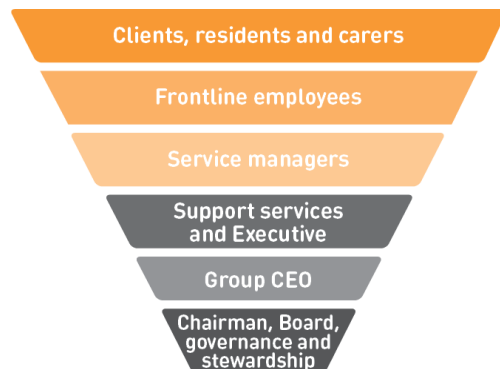 Clients, residents and carers
Frontline employees
Service managers
Support services
and Executive
Group CEO
Chairman, Board,
governance and
stewardship